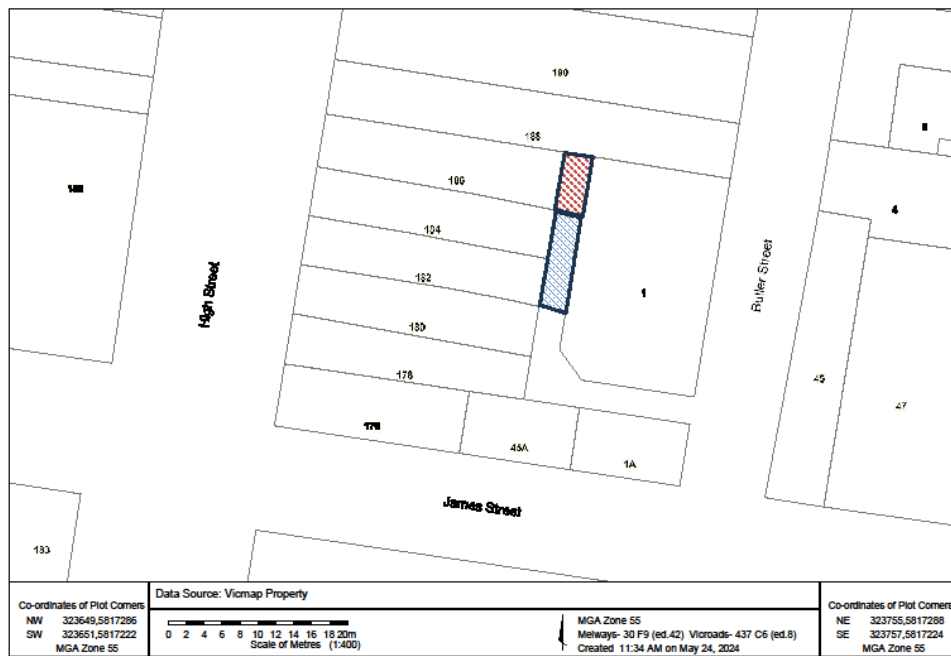 190
188
186
184
182
180
178
High Street
Butler Street
1
4
45
47
45A
1A
James Street
193
Co-ordinates of Plot Corners
NW 323649,5817286
SW 323651,5817222
MGA Zone 55
Data Source: Vicmap Property
0 2 4 6 8 10 12 14 16 18 20m
Scale of Metres (1:400)
MGA Zone 55
Melways- 30 F9 (ed.42) Vicroads- 437 C6 (ed.8)
Created 11:34 AM on May 24, 2024
Co-ordinates of Plot Corners
NE 323755,5817288
SE 323757,5817224
MGA Zone 55